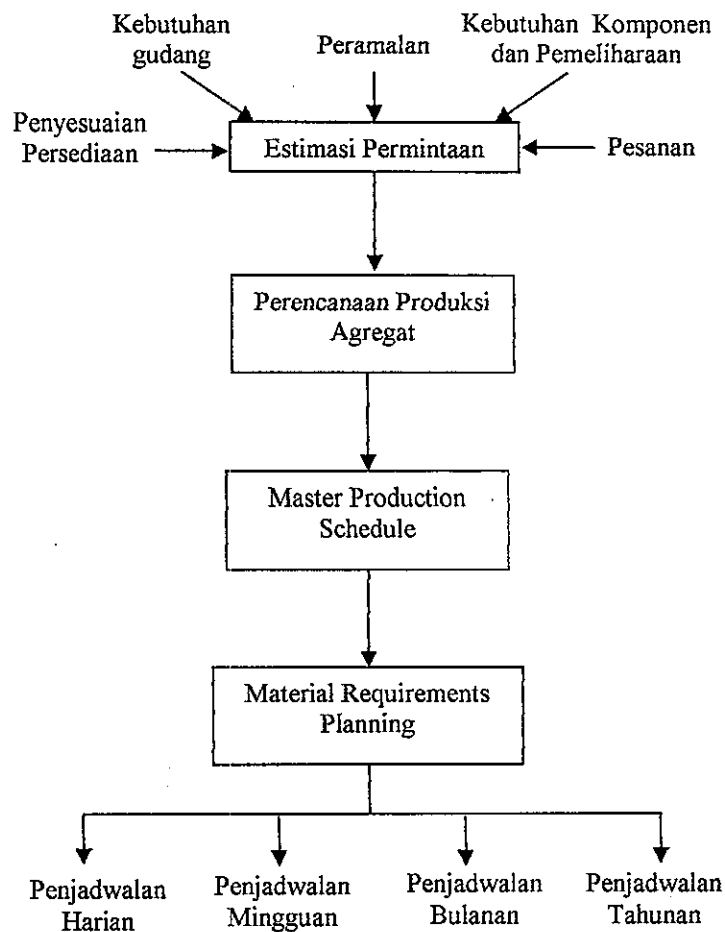 Kebutuhan
gudang
Peramalan
Kebutuhan Komponen
dan Pemeliharaan
Penyesuaian
Persediaan
Estimasi Permintaan
Pesanan
Perencanaan Produksi
Agregat
Master Production
Schedule
Material Requirements
Planning
Penjadwalan
Harian
Penjadwalan
Mingguan
Penjadwalan
Bulanan
Penjadwalan
Tahunan